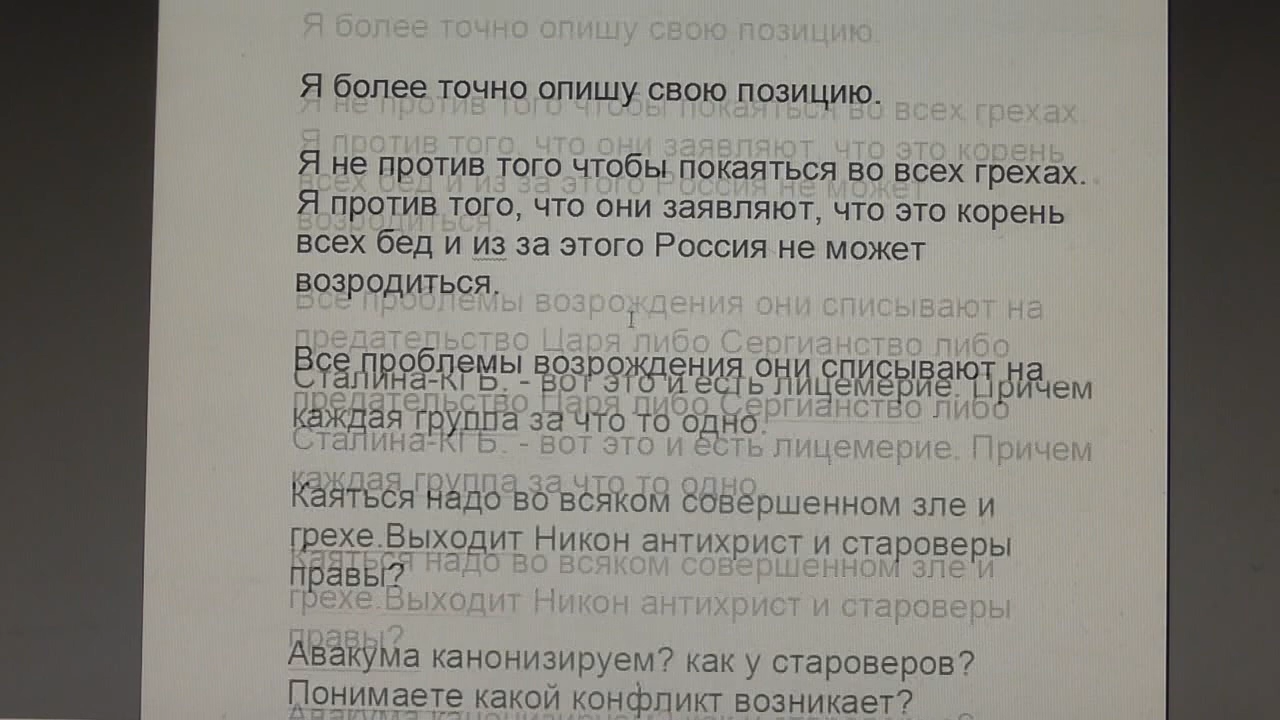 Я более точно опишу свою позицию.
Я не против того чтобы покаяться во всех грехах.
Я против того, что они заявляют, что это корень
всех бед и из за этого Россия не может
возродиться.
Все проблемы возрождения они списывают на
предательство Царя либо Сергианство либо
Сталина-КГБ. - вот это и есть лицемерие. Причем
каждая группа за что то одно.
Каяться надо во всяком совершенном зле и
грехе.Выходит Никон антихрист и староверы
правы?
Авакума канонизируем? как у староверов?
Понимаете какой конфликт возникает?